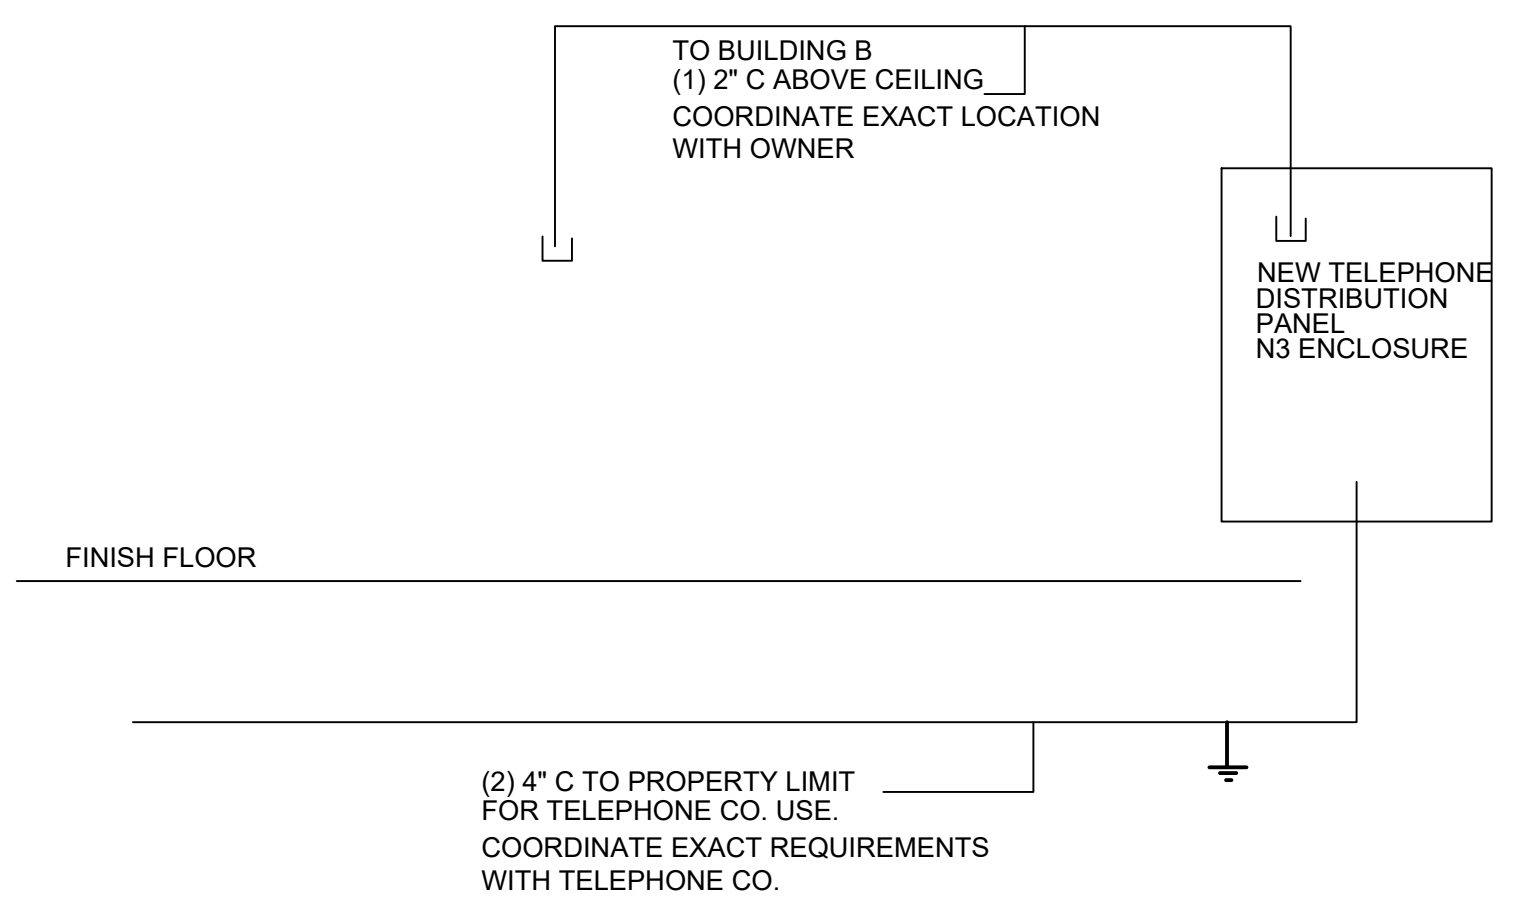 TO BUILDING B
(1) 2" C ABOVE CEILING
COORDINATE EXACT LOCATION
WITH OWNER
NEW TELEPHONE
DISTRIBUTION
PANEL
N3 ENCLOSURE
FINISH FLOOR
(2) 4" C TO PROPERTY LIMIT
FOR TELEPHONE CO. USE.
COORDINATE EXACT REQUIREMENTS
WITH TELEPHONE CO.